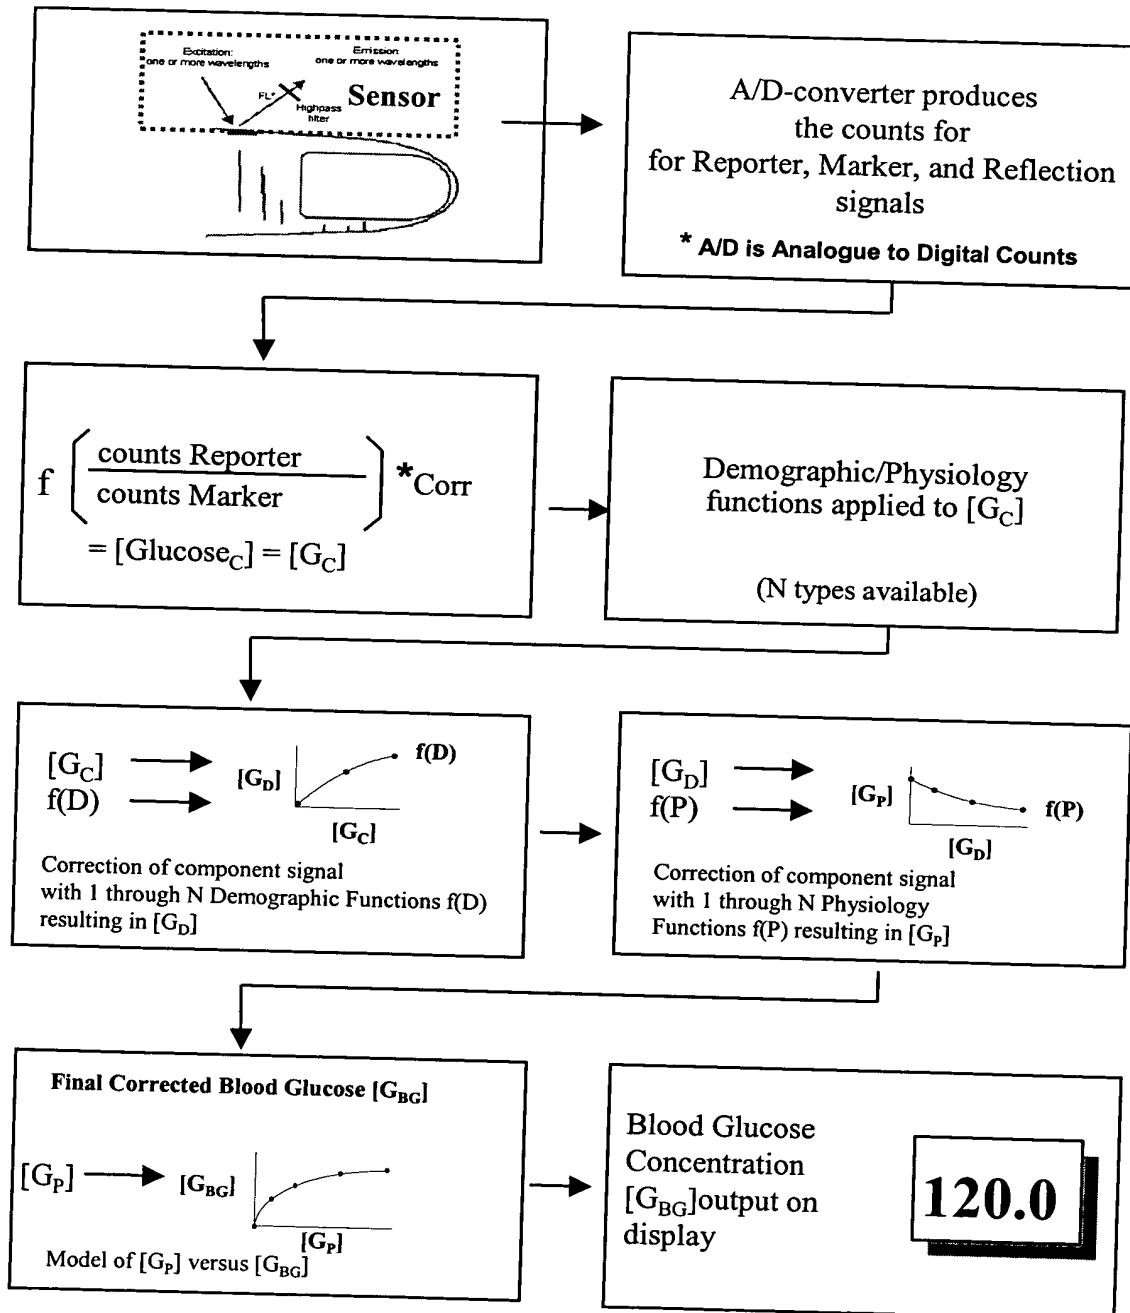 Excitation:
one or more wavelengths
Emission
one or more wavelengths
FL*
Sensor
Highpass
filter
A/D-converter produces
the counts for
for Reporter, Marker, and Reflection
signals
* A/D is Analogue to Digital Counts
f ( counts Reporter
counts Marker ) *Corr
= [Glucose_C] = [G_C]
Demographic/Physiology
functions applied to [G_C]
(N types available)
[G_C]
f(D)
[G_D]
f(D)
[G_C]
Correction of component signal
with 1 through N Demographic Functions f(D)
resulting in [G_D]
[G_D]
f(P)
[G_P]
f(P)
[G_D]
Correction of component signal
with 1 through N Physiology
Functions f(P) resulting in [G_P]
Final Corrected Blood Glucose [G_BG]
[G_P]
[G_BG]
[G_P]
Model of [G_P] versus [G_BG]
Blood Glucose
Concentration
[G_BG]output on
display
120.0